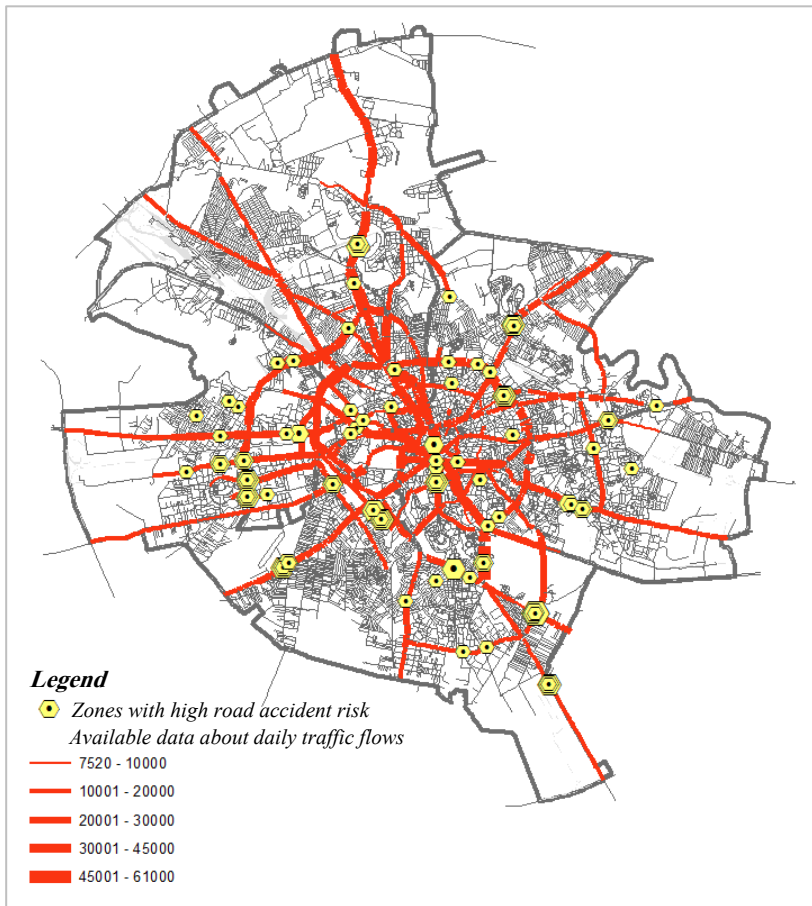 Legend
Zones with high road accident risk
Available data about daily traffic flows
7520 - 10000
10001 - 20000
20001 - 30000
30001 - 45000
45001 - 61000